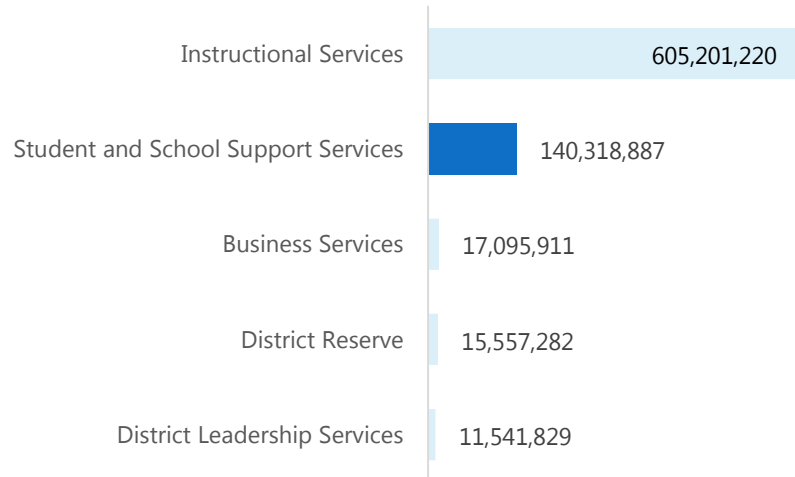 Instructional Services 605,201,220
Student and School Support Services 140,318,887
Business Services 17,095,911
District Reserve 15,557,282
District Leadership Services 11,541,829